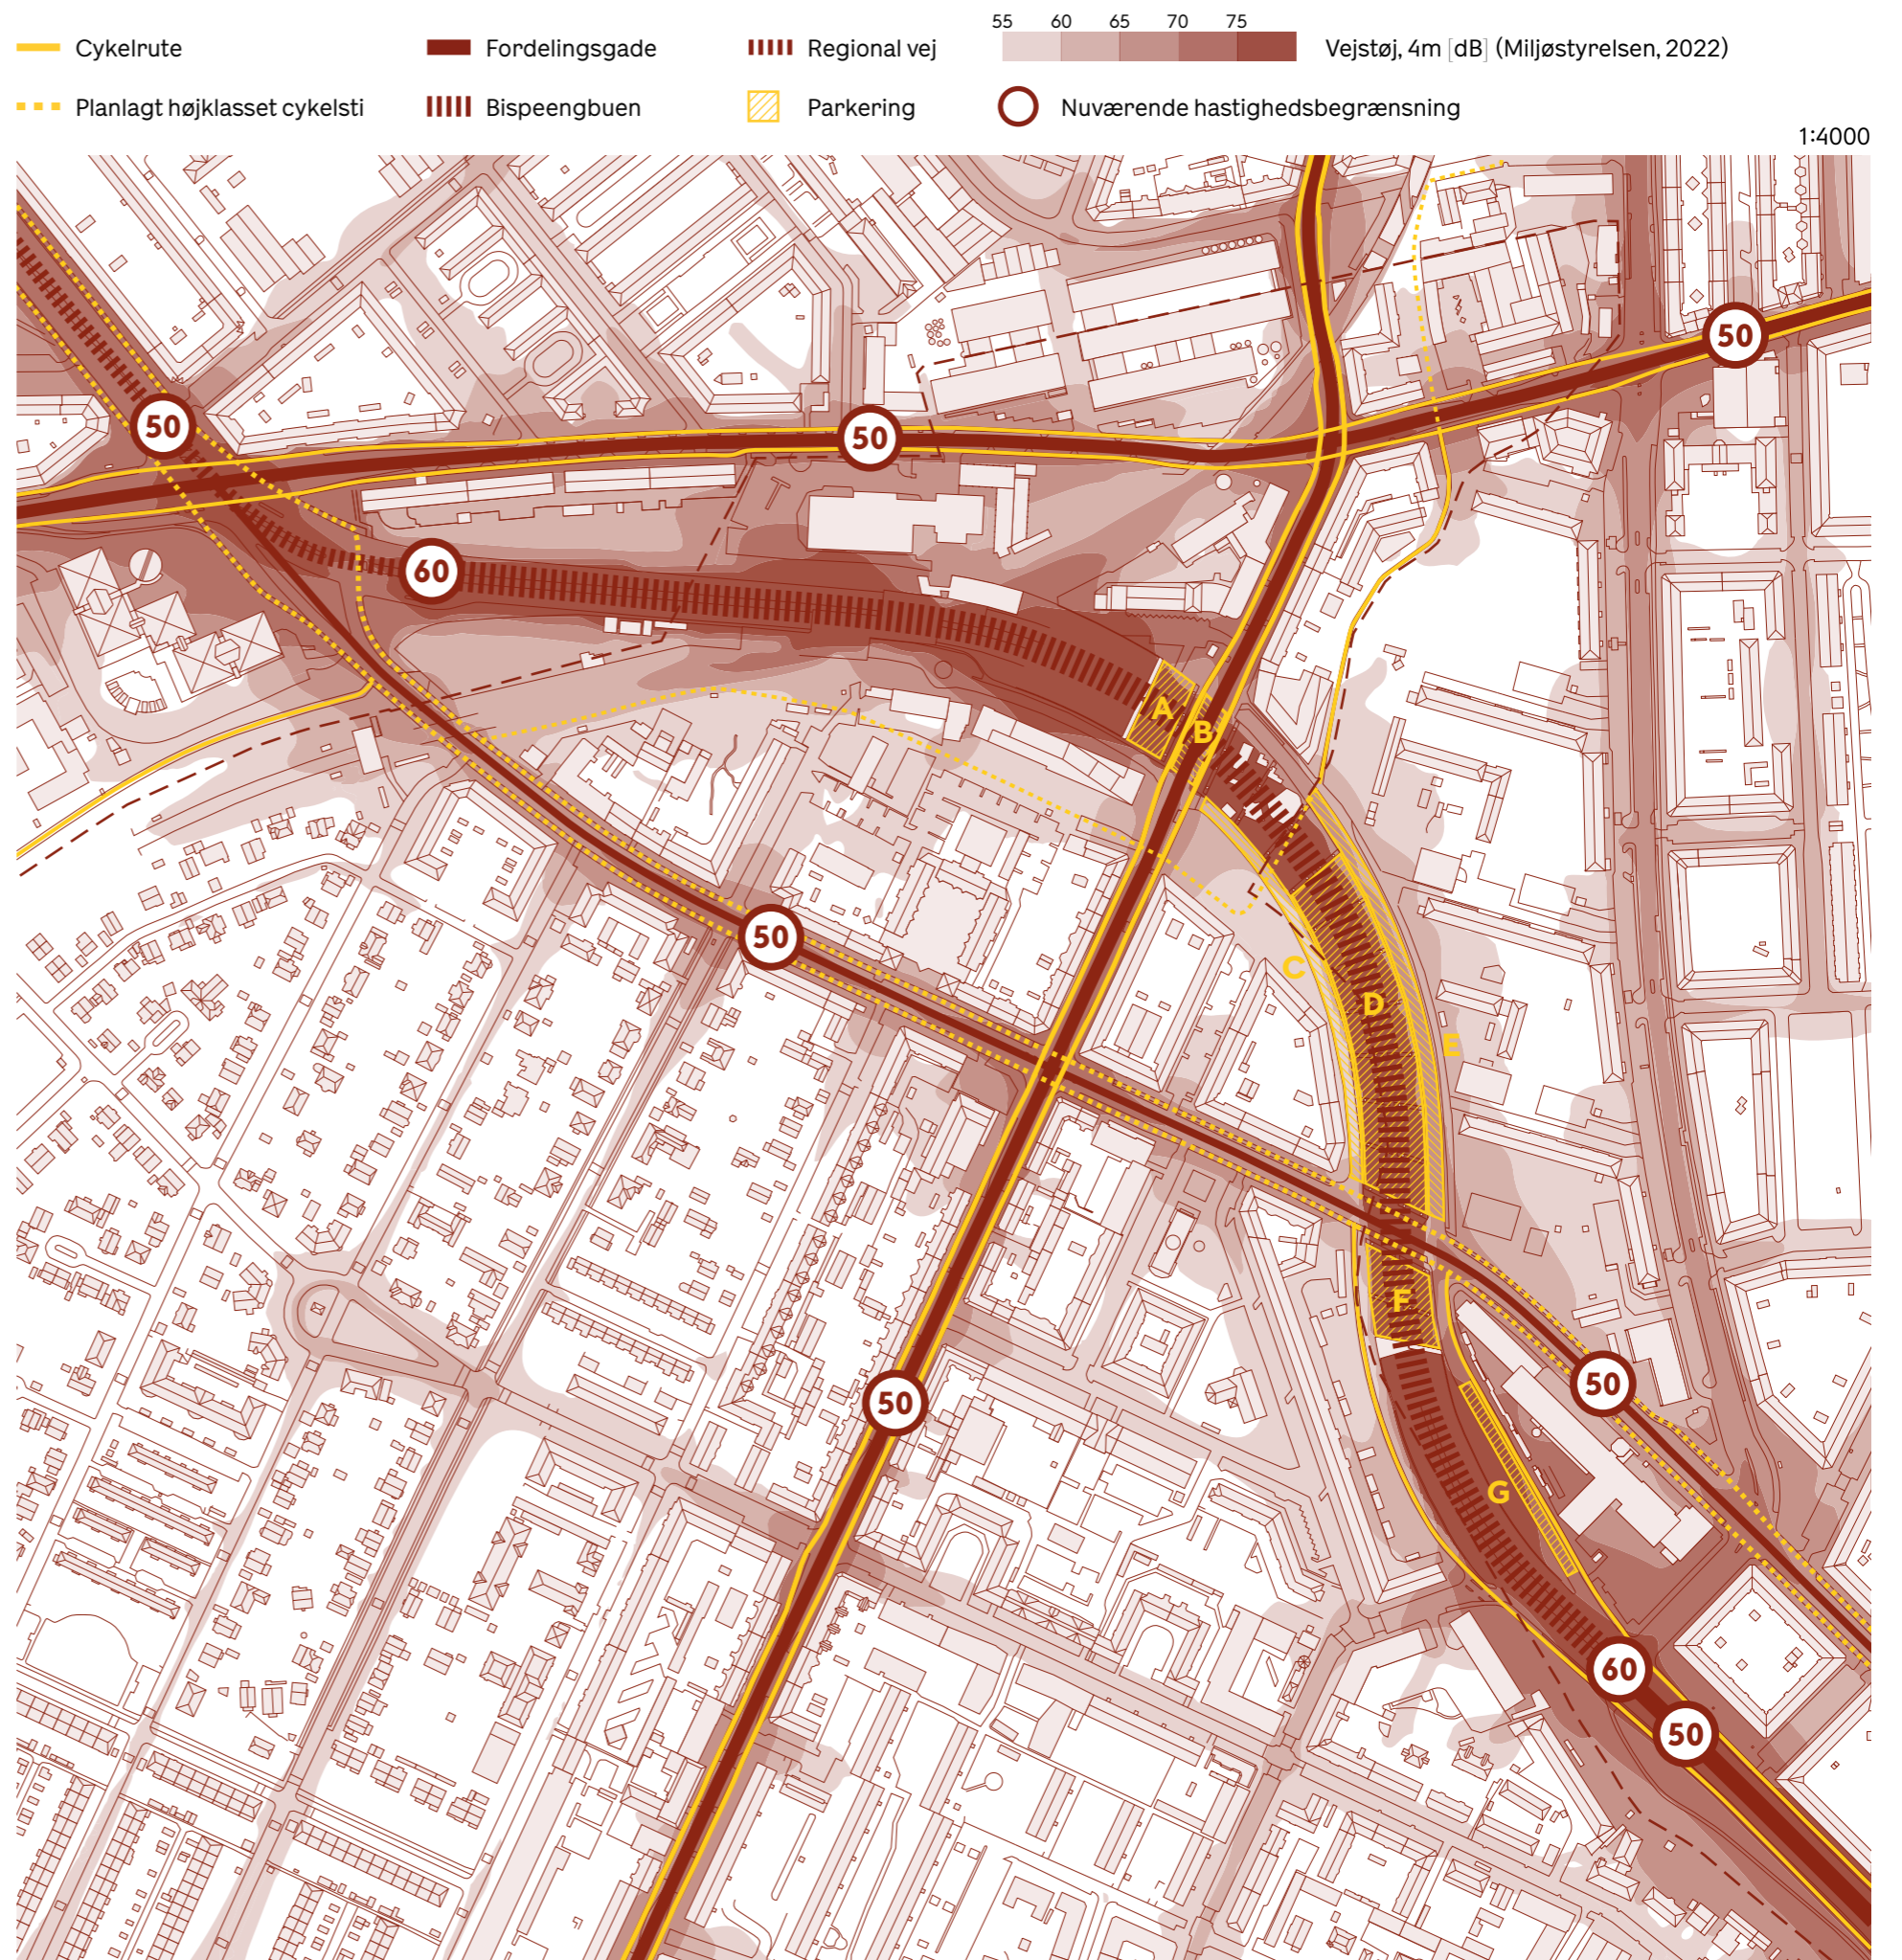 55 60 65 70 75
Cykelrute Fordelingsgade Regional vej Vejstøj, 4m [dB] (Miljøstyrelsen, 2022)
Planlagt højklasset cykelsti Bispeengbuen Parkering Nuværende hastighedsbegrænsning
1:4000
50
50
50
60
A
B
50
C
D
E
F
50
50
G
60
50